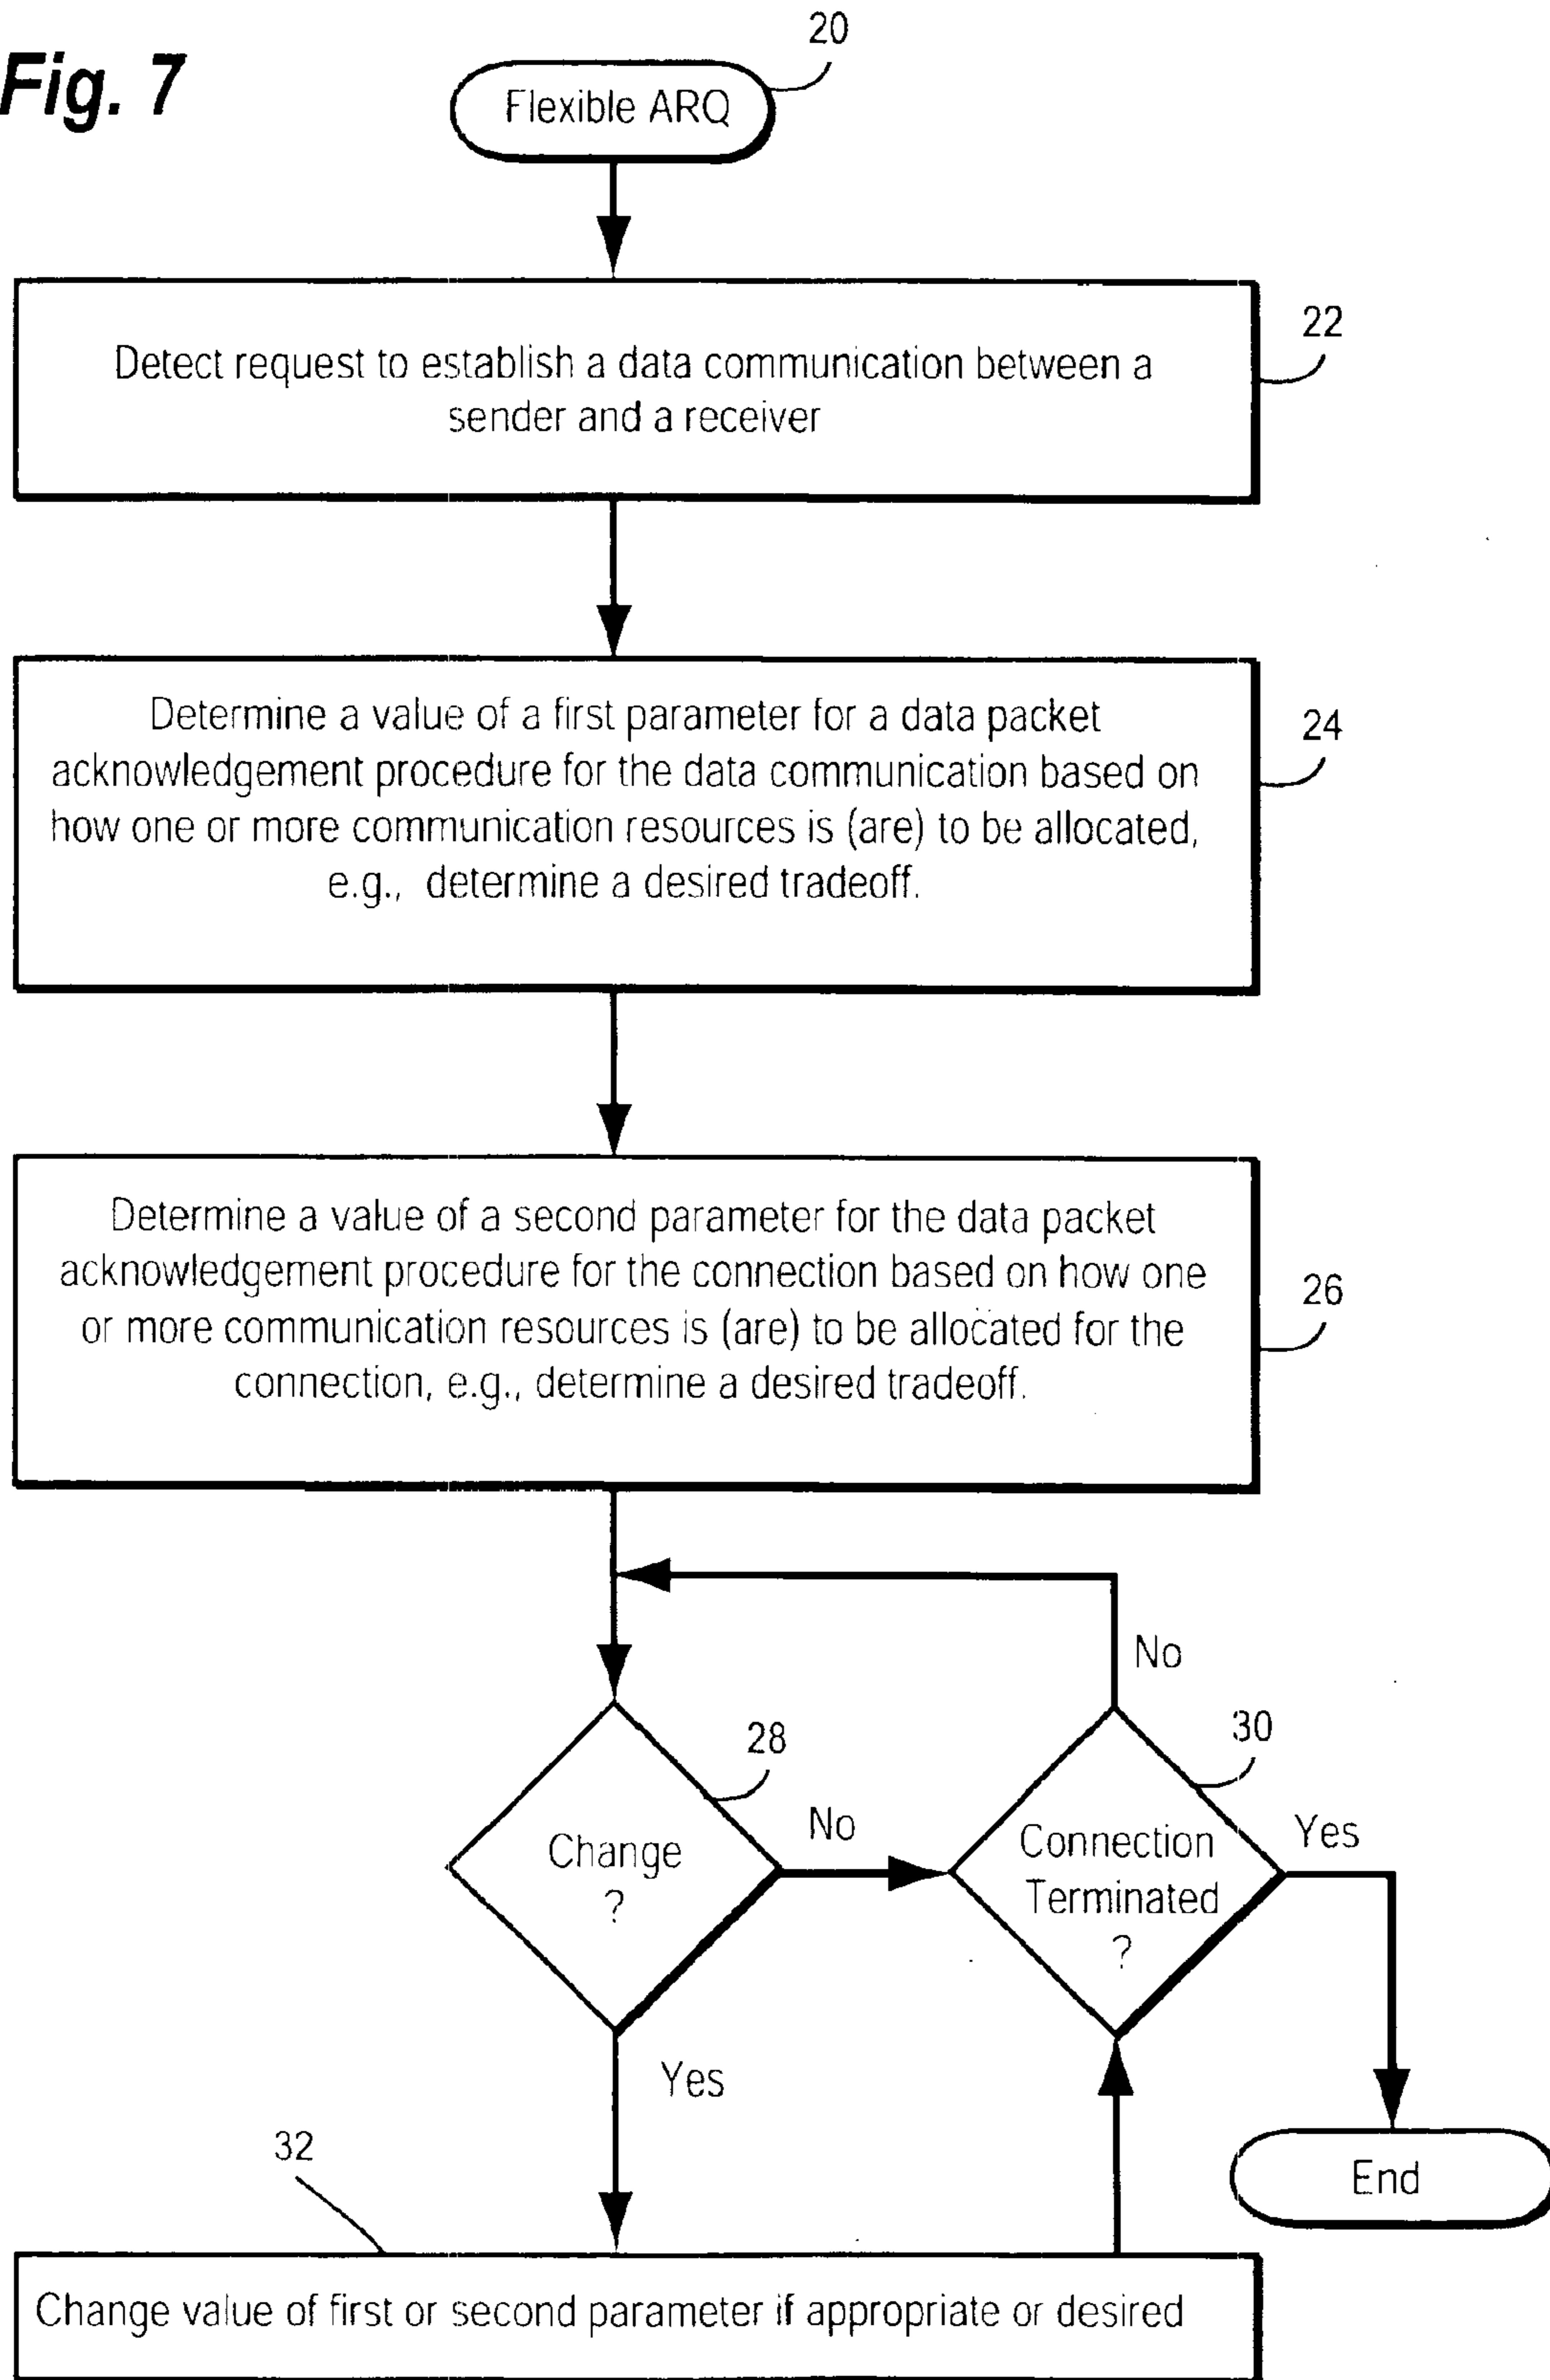 Fig. 7
20
Flexible ARQ
22
Detect request to establish a data communication between a
sender and a receiver
24
Determine a value of a first parameter for a data packet
acknowledgement procedure for the data communication based on
how one or more communication resources is (are) to be allocated,
e.g., determine a desired tradeoff.
26
Determine a value of a second parameter for the data packet
acknowledgement procedure for the connection based on how one
or more communication resources is (are) to be allocated for the
connection, e.g., determine a desired tradeoff.
No
28
30
Change
?
No
Connection
Terminated
?
Yes
Yes
32
End
Change value of first or second parameter if appropriate or desired